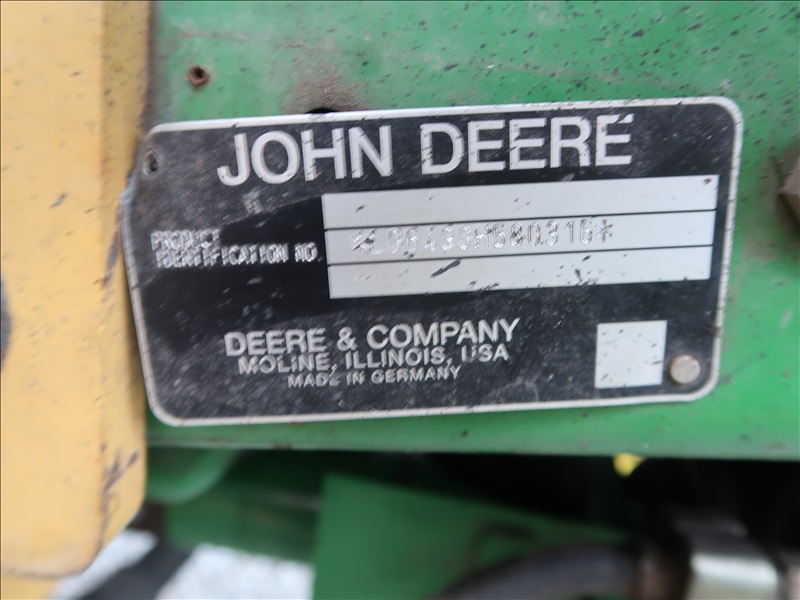 JOHN DEERE
PRODUCT
IDENTIFICATION NO.
*L06430H580316*
DEERE & COMPANY
MOLINE, ILLINOIS, USA
MADE IN GERMANY